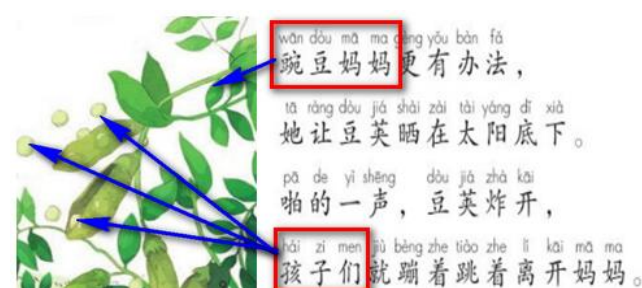 wān dòu mā ma gèng yǒu bàn fǎ
豌豆妈妈更有办法，
tā ràng dòu jiá shài zài tài yáng dǐ xià
她让豆荚晒在太阳底下。
pā de yì shēng dòu jiá zhà kāi
啪的一声，豆荚炸开，
hái zi men jiù bèng zhe tiào zhe lí kāi mā ma
孩子们就蹦着跳着离开妈妈。